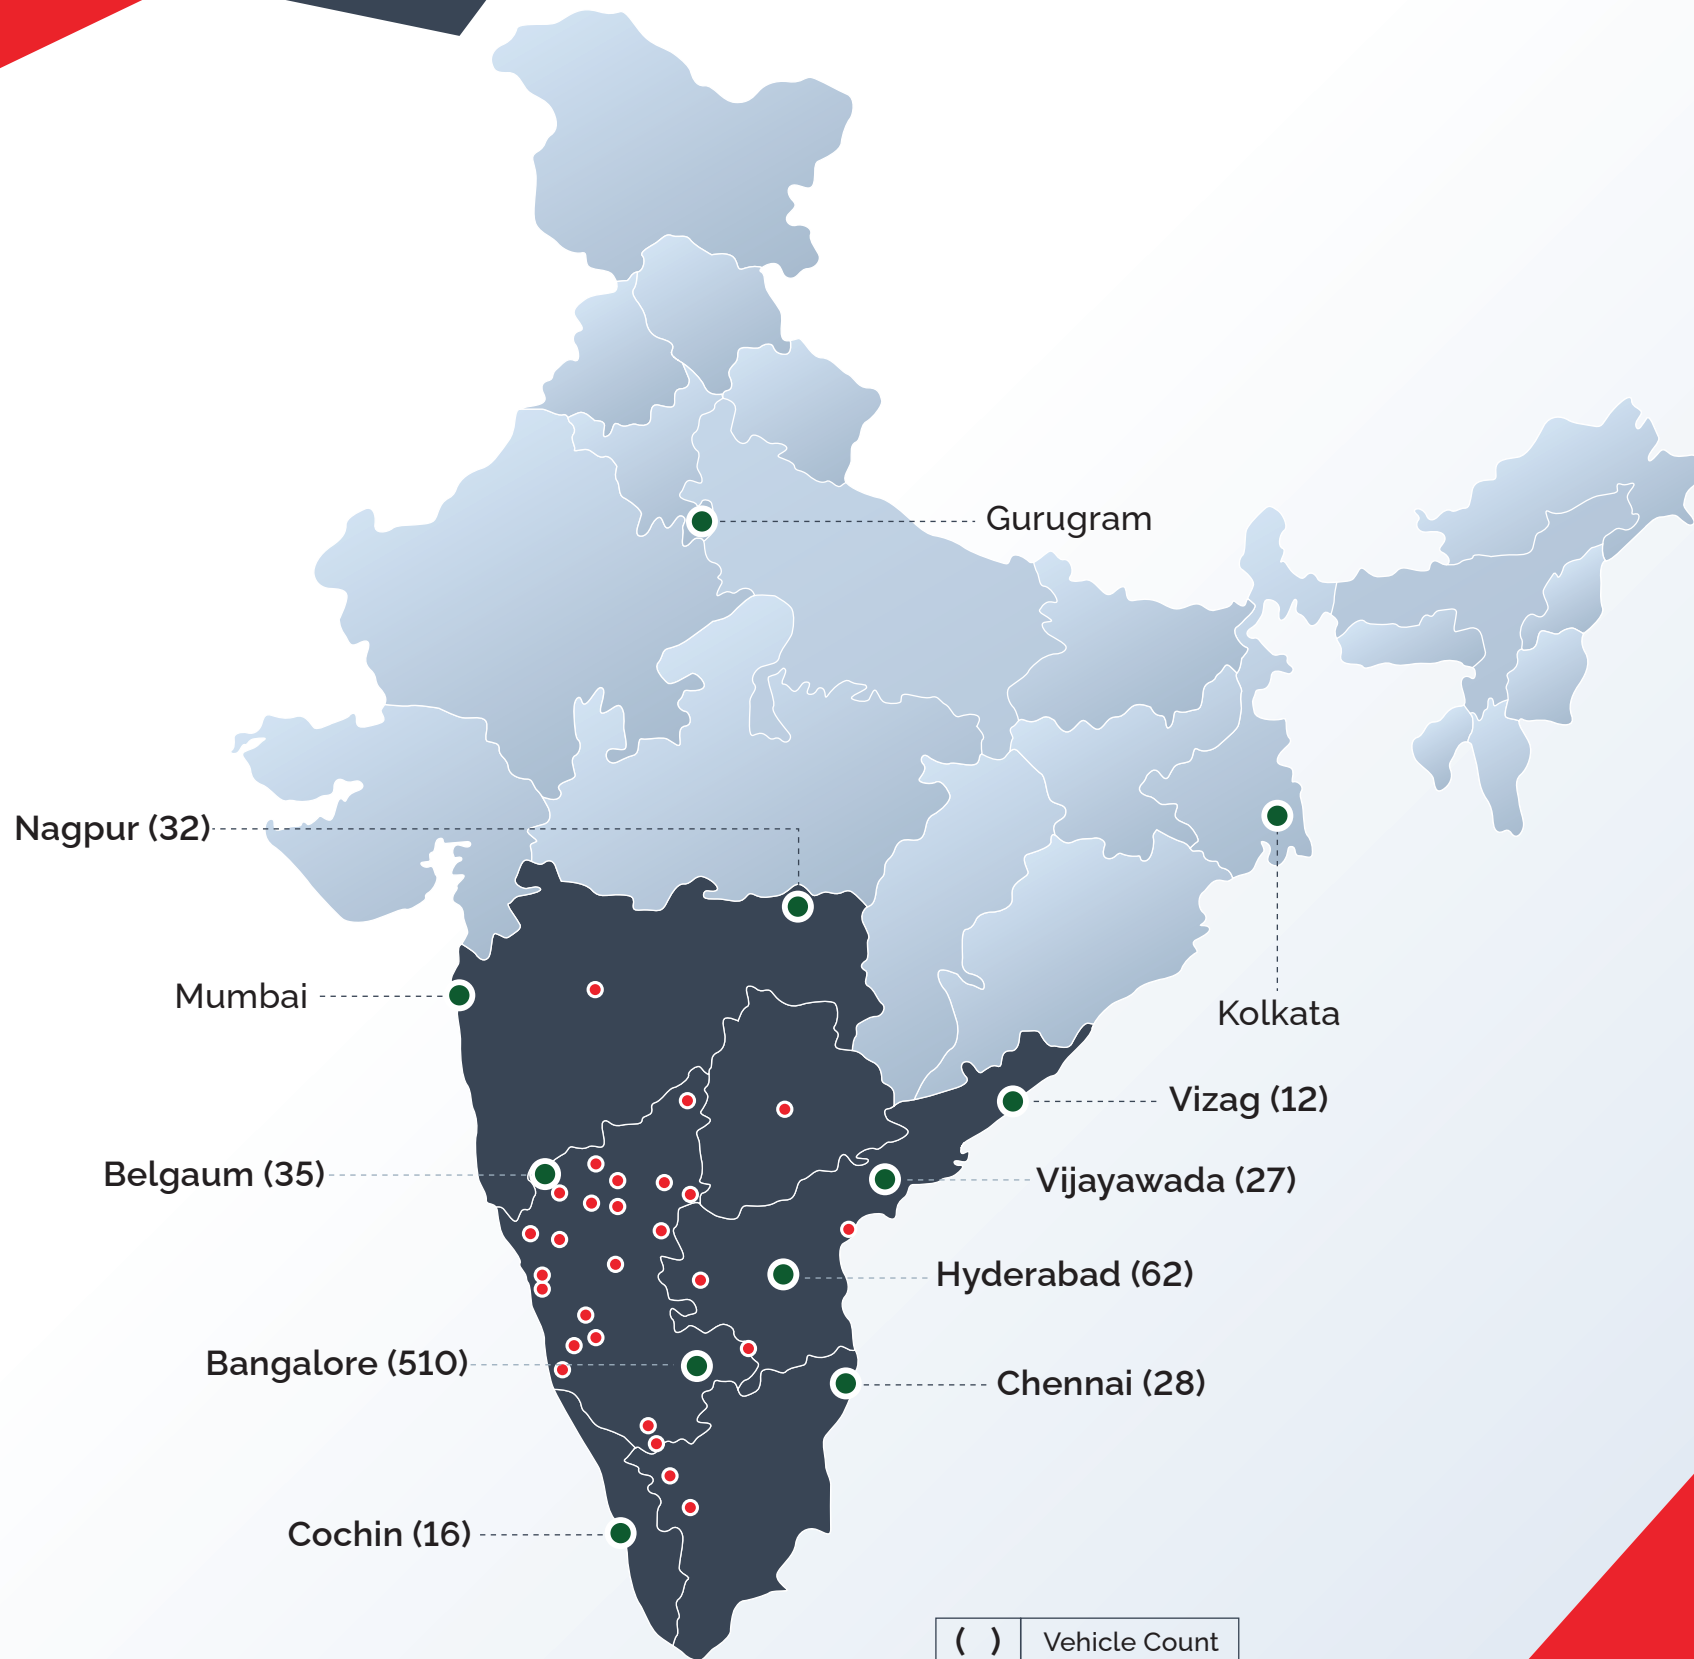 Gurugram
Nagpur (32)
Mumbai
Kolkata
Vizag (12)
Belgaum (35)
Vijayawada (27)
Hyderabad (62)
Bangalore (510)
Chennai (28)
Cochin (16)
( ) Vehicle Count